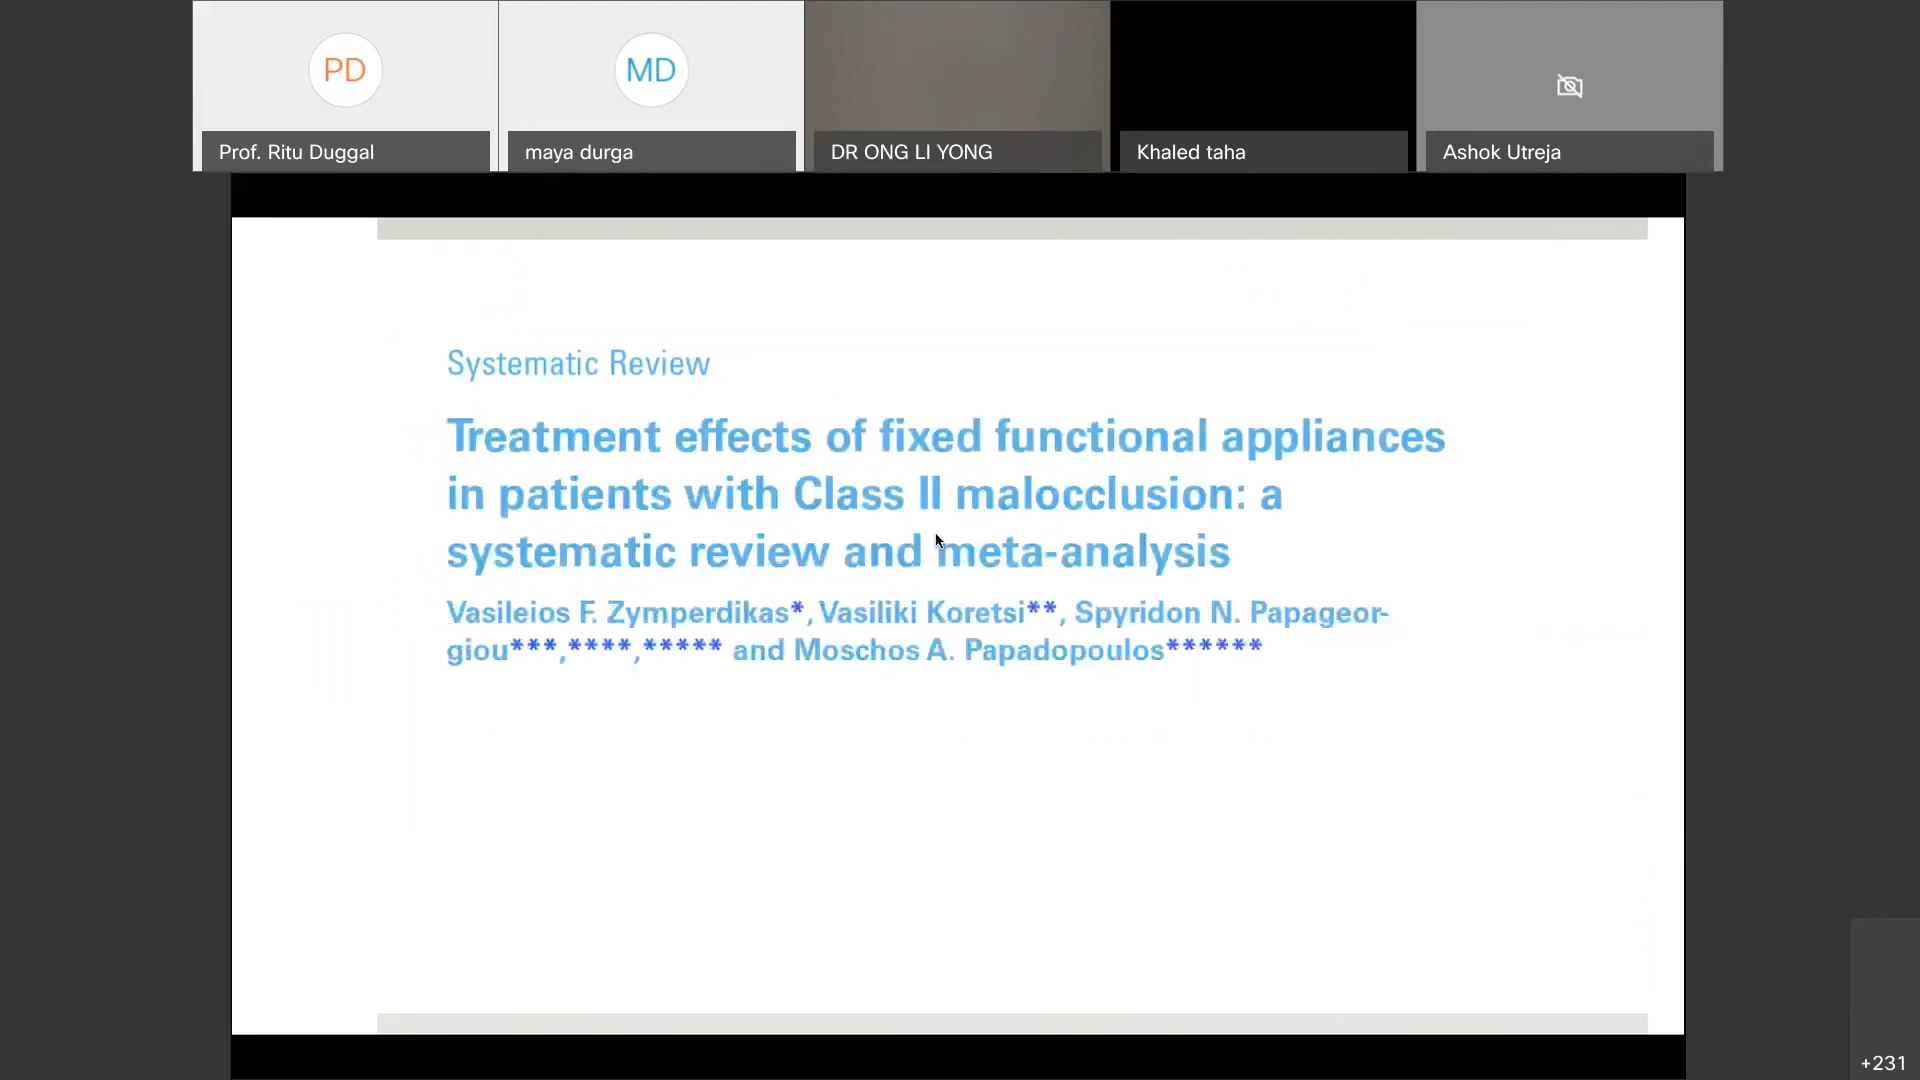 PD
MD
Prof. Ritu Duggal
maya durga
DR ONG LI YONG
Khaled taha
Ashok Utreja
Systematic Review
Treatment effects of fixed functional appliances
in patients with Class II malocclusion: a
systematic review and meta-analysis
Vasileios F. Zymperdikas*, Vasiliki Koretsi**, Spyridon N. Papageor-
giou***,****,***** and Moschos A. Papadopoulos******
+231